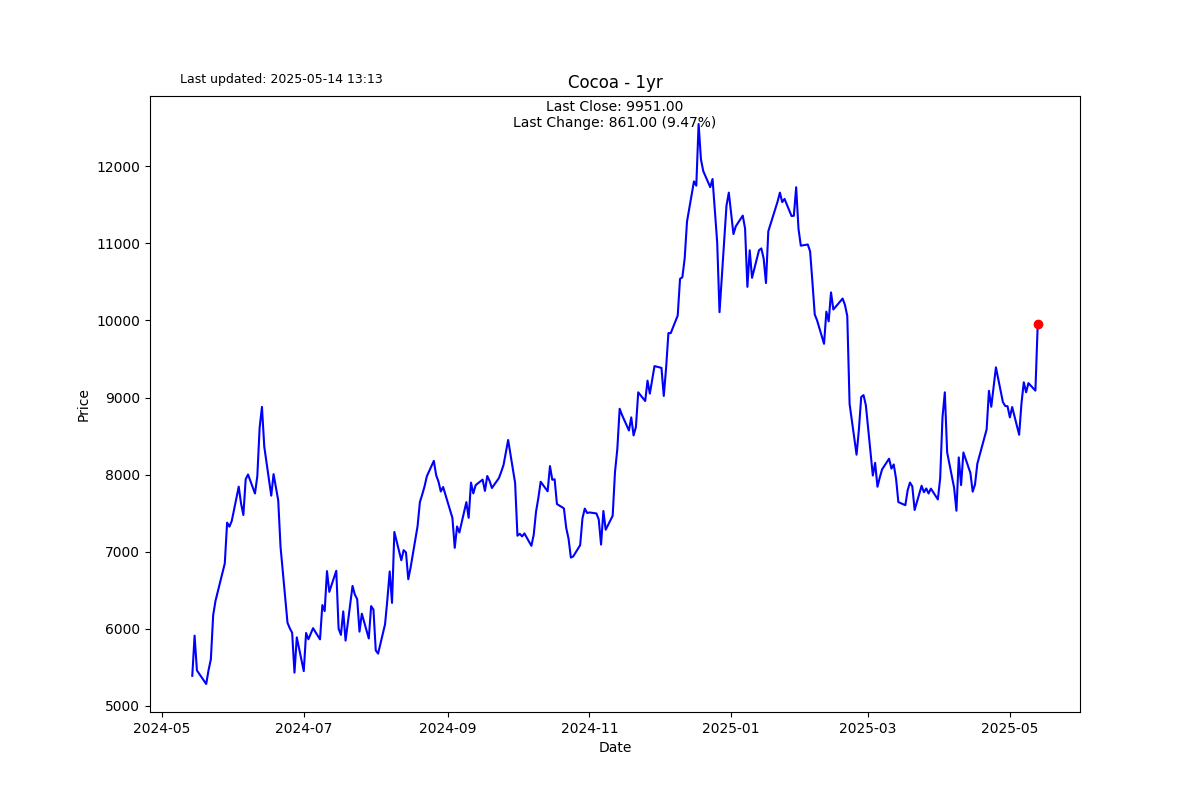 Last updated: 2025-05-14 13:13
Cocoa - 1yr
Last Close: 9951.00
Last Change: 861.00 (9.47%)
12000
11000
10000
9000
8000
7000
6000
5000
Price
2024-05
2024-07
2024-09
2024-11
2025-01
2025-03
2025-05
Date